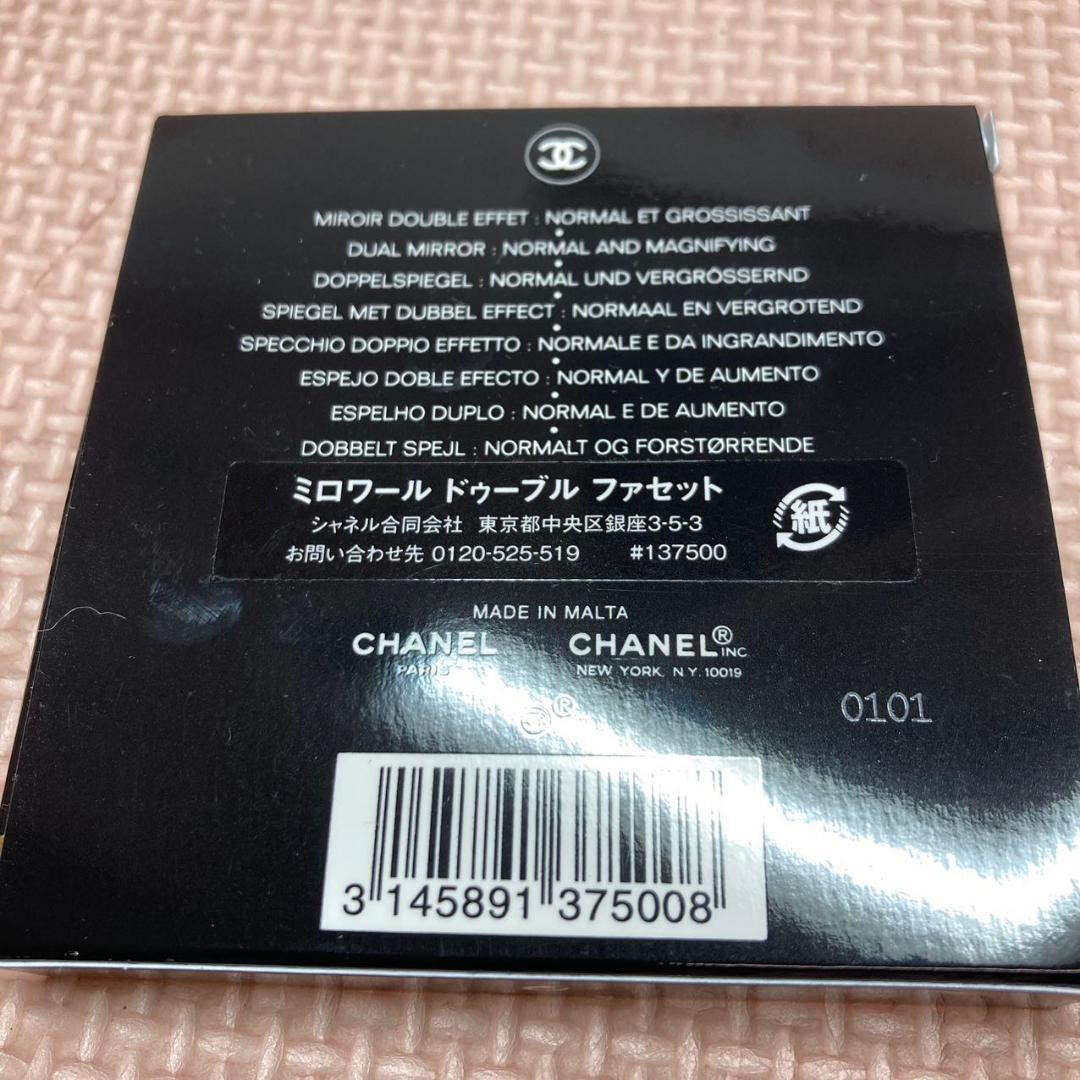 MIROIR DOUBLE EFFET : NORMAL ET GROSSISSANT
DUAL MIRROR : NORMAL AND MAGNIFYING
DOPPELSPIEGEL : NORMAL UND VERGRÖSSERND
SPIEGEL MET DUBBEL EFFECT : NORMAAL EN VERGROTEND
SPECCHIO DOPPIO EFFETTO : NORMALE E DA INGRANDIMENTO
ESPEJO DOBLE EFECTO : NORMAL Y DE AUMENTO
ESPELHO DUPLO : NORMAL E DE AUMENTO
DOBBELT SPEJL : NORMALT OG FORSTØRRENDE
ミロワール ドゥーブル ファセット
シャネル合同会社 東京都中央区銀座3-5-3
お問い合わせ先 0120-525-519 #137500
紙
MADE IN MALTA
CHANEL CHANEL® INC
PARIS NEW YORK, N.Y. 10019
®
0101
3 145891 375008